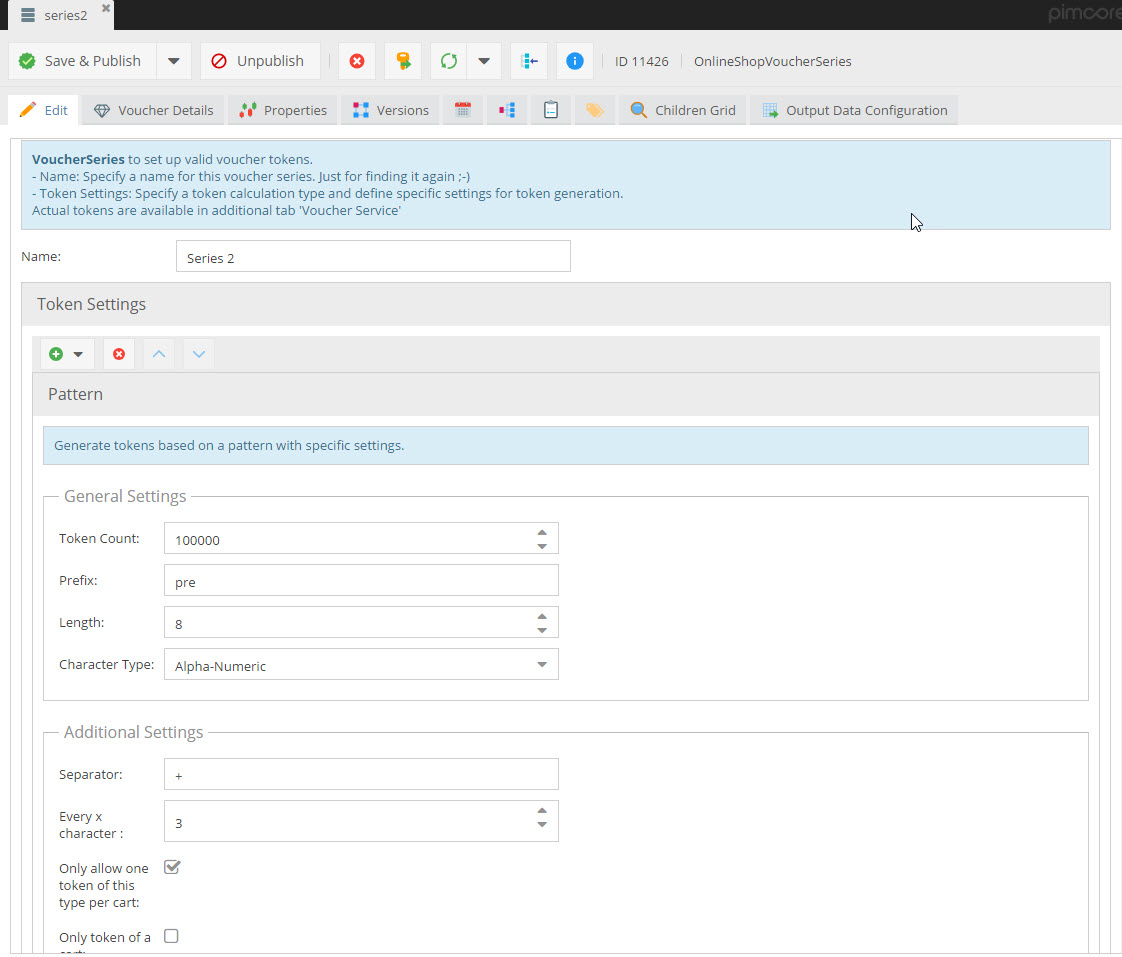 series2
pimcore
Save & Publish
Unpublish
ID 11426
OnlineShopVoucherSeries
Edit
Voucher Details
Properties
Versions
Children Grid
Output Data Configuration
VoucherSeries to set up valid voucher tokens.
- Name: Specify a name for this voucher series. Just for finding it again ;-)
- Token Settings: Specify a token calculation type and define specific settings for token generation.
Actual tokens are available in additional tab 'Voucher Service'
Name:
Series 2
Token Settings
Pattern
Generate tokens based on a pattern with specific settings.
General Settings
Token Count:
100000
Prefix:
pre
Length:
8
Character Type:
Alpha-Numeric
Additional Settings
Separator:
+
Every x
character :
3
Only allow one
token of this
type per cart:
Only token of a